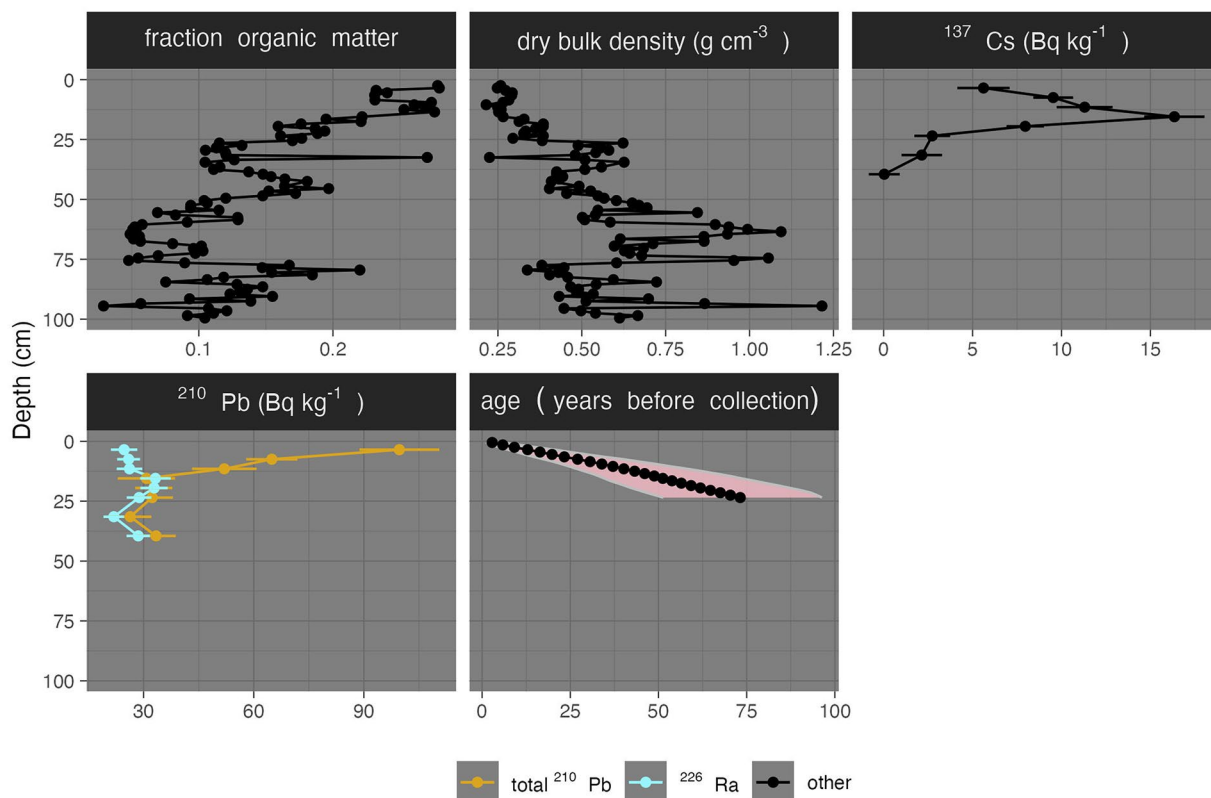 fraction organic matter
dry bulk density (g cm⁻³ )
¹³⁷ Cs (Bq kg⁻¹ )
0
25
50
75
100
0.1 0.2
0.25 0.50 0.75 1.00 1.25
0 5 10 15
Depth (cm)
²¹⁰ Pb (Bq kg⁻¹ )
age ( years before collection)
0
25
50
75
100
30 60 90
0 25 50 75 100
total ²¹⁰ Pb
²²⁶ Ra
other